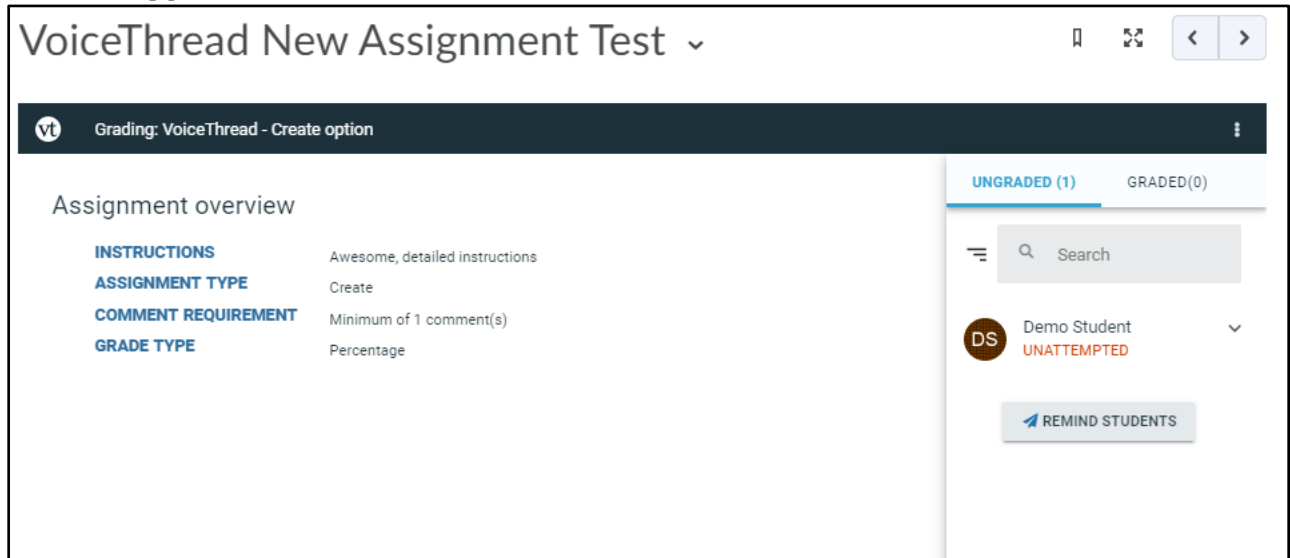 VoiceThread New Assignment Test
vt Grading: VoiceThread - Create option
Assignment overview
INSTRUCTIONS Awesome, detailed instructions
ASSIGNMENT TYPE Create
COMMENT REQUIREMENT Minimum of 1 comment(s)
GRADE TYPE Percentage
UNGRADED (1) GRADED(0)
Search
DS Demo Student
UNATTEMPTED
REMIND STUDENTS